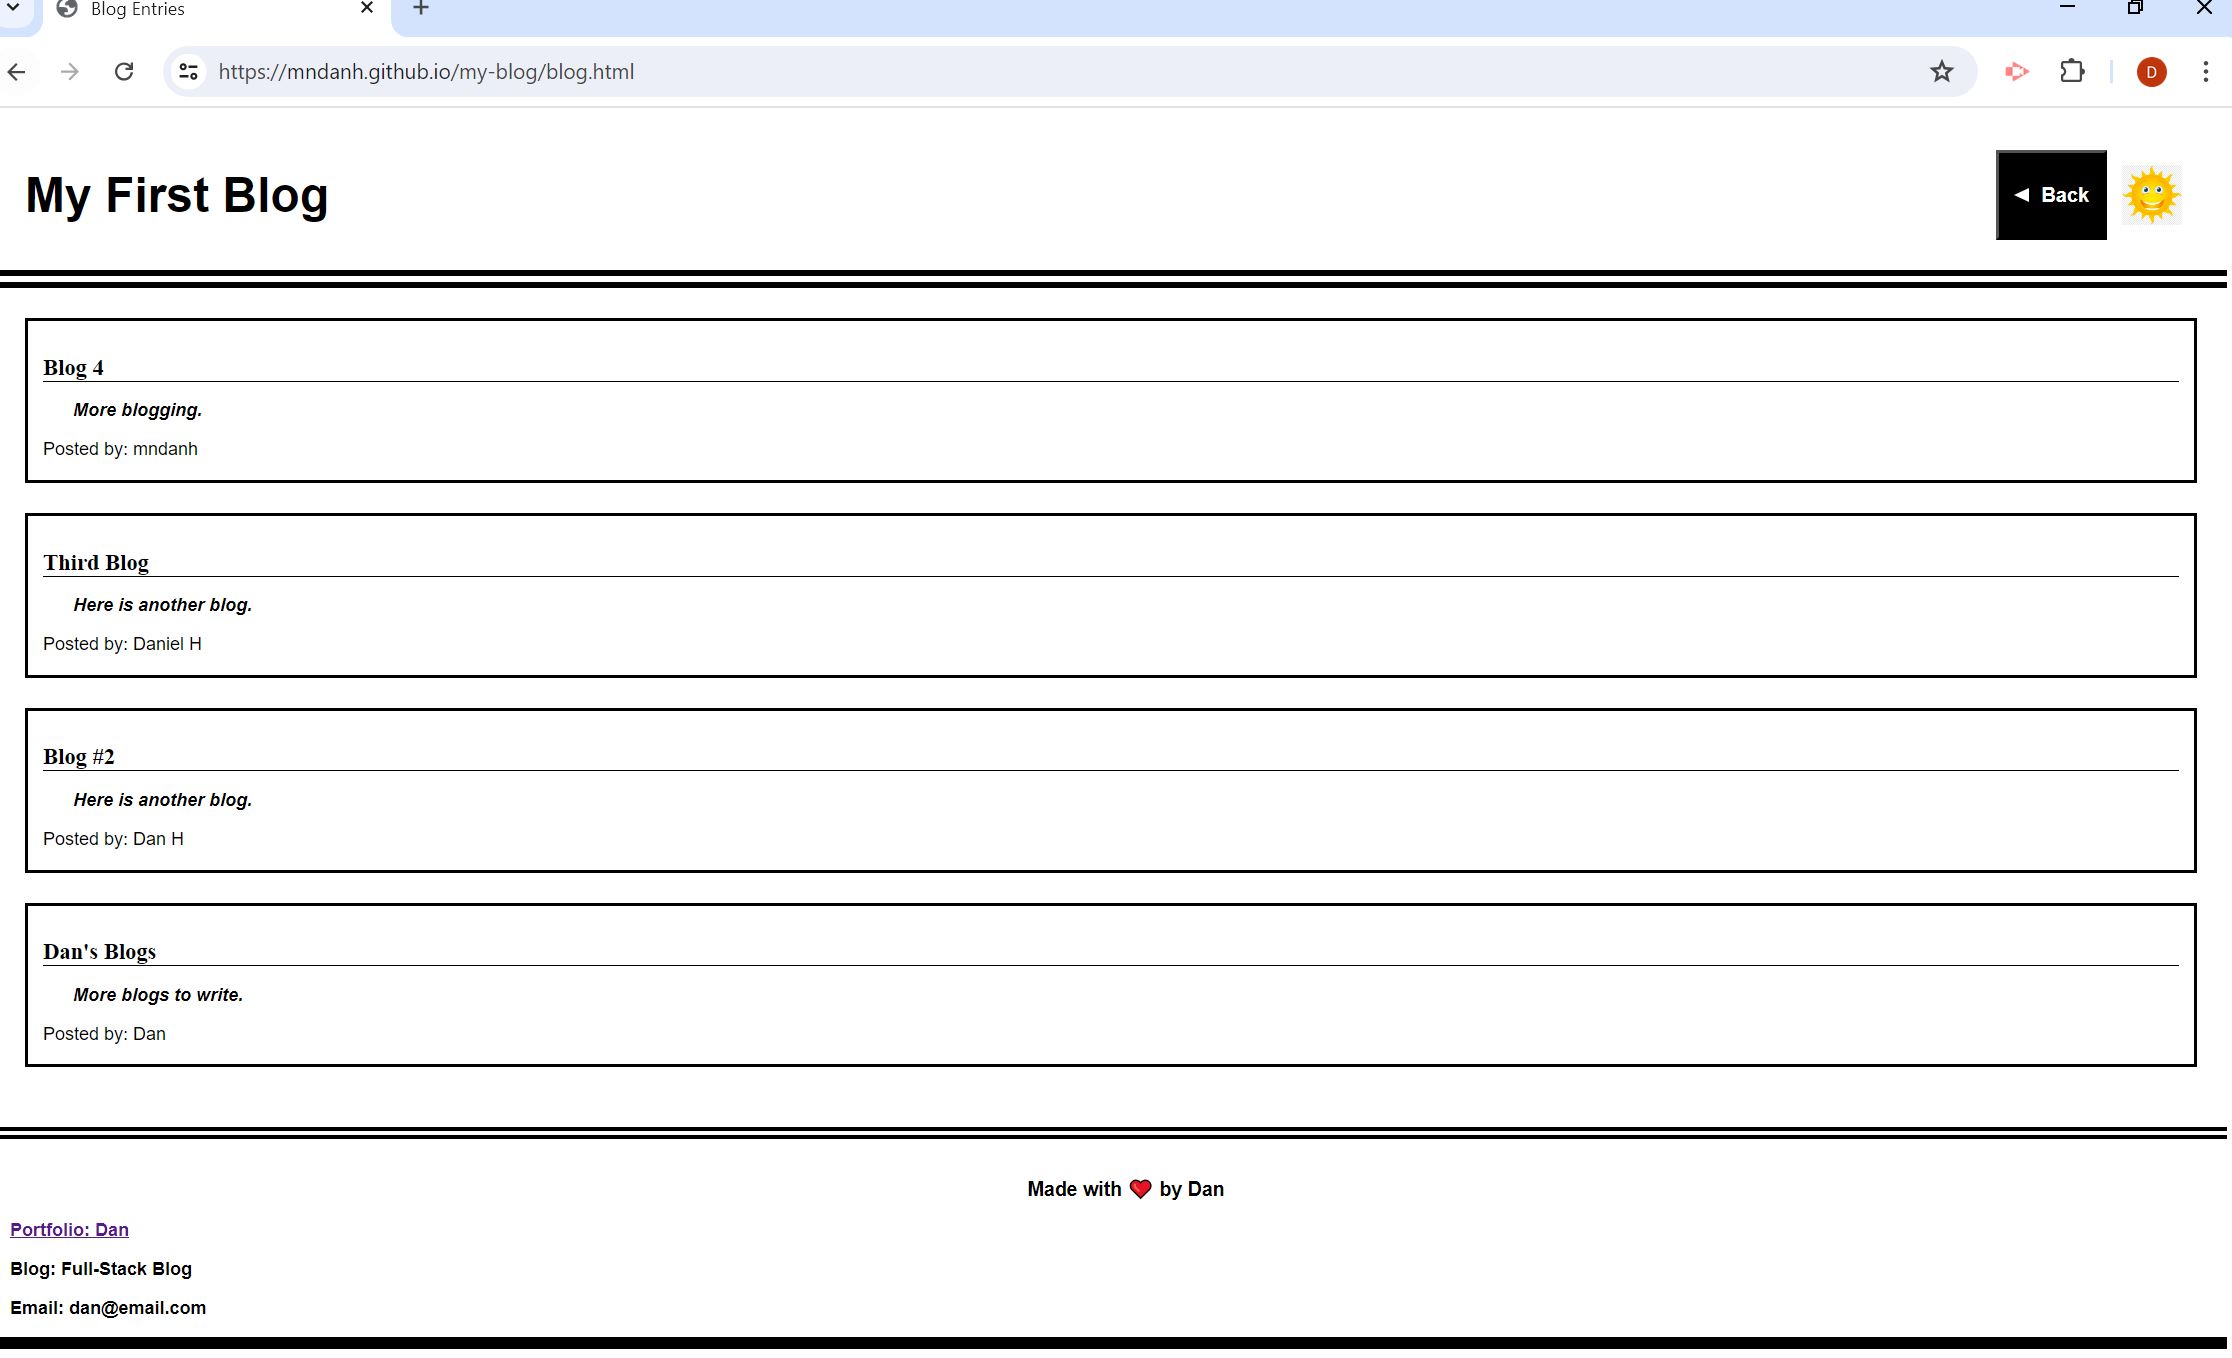 Blog Entries
https://mndanh.github.io/my-blog/blog.html
D
My First Blog
◄ Back
Blog 4
More blogging.
Posted by: mndanh
Third Blog
Here is another blog.
Posted by: Daniel H
Blog #2
Here is another blog.
Posted by: Dan H
Dan's Blogs
More blogs to write.
Posted by: Dan
Made with ❤️ by Dan
Portfolio: Dan
Blog: Full-Stack Blog
Email: dan@email.com